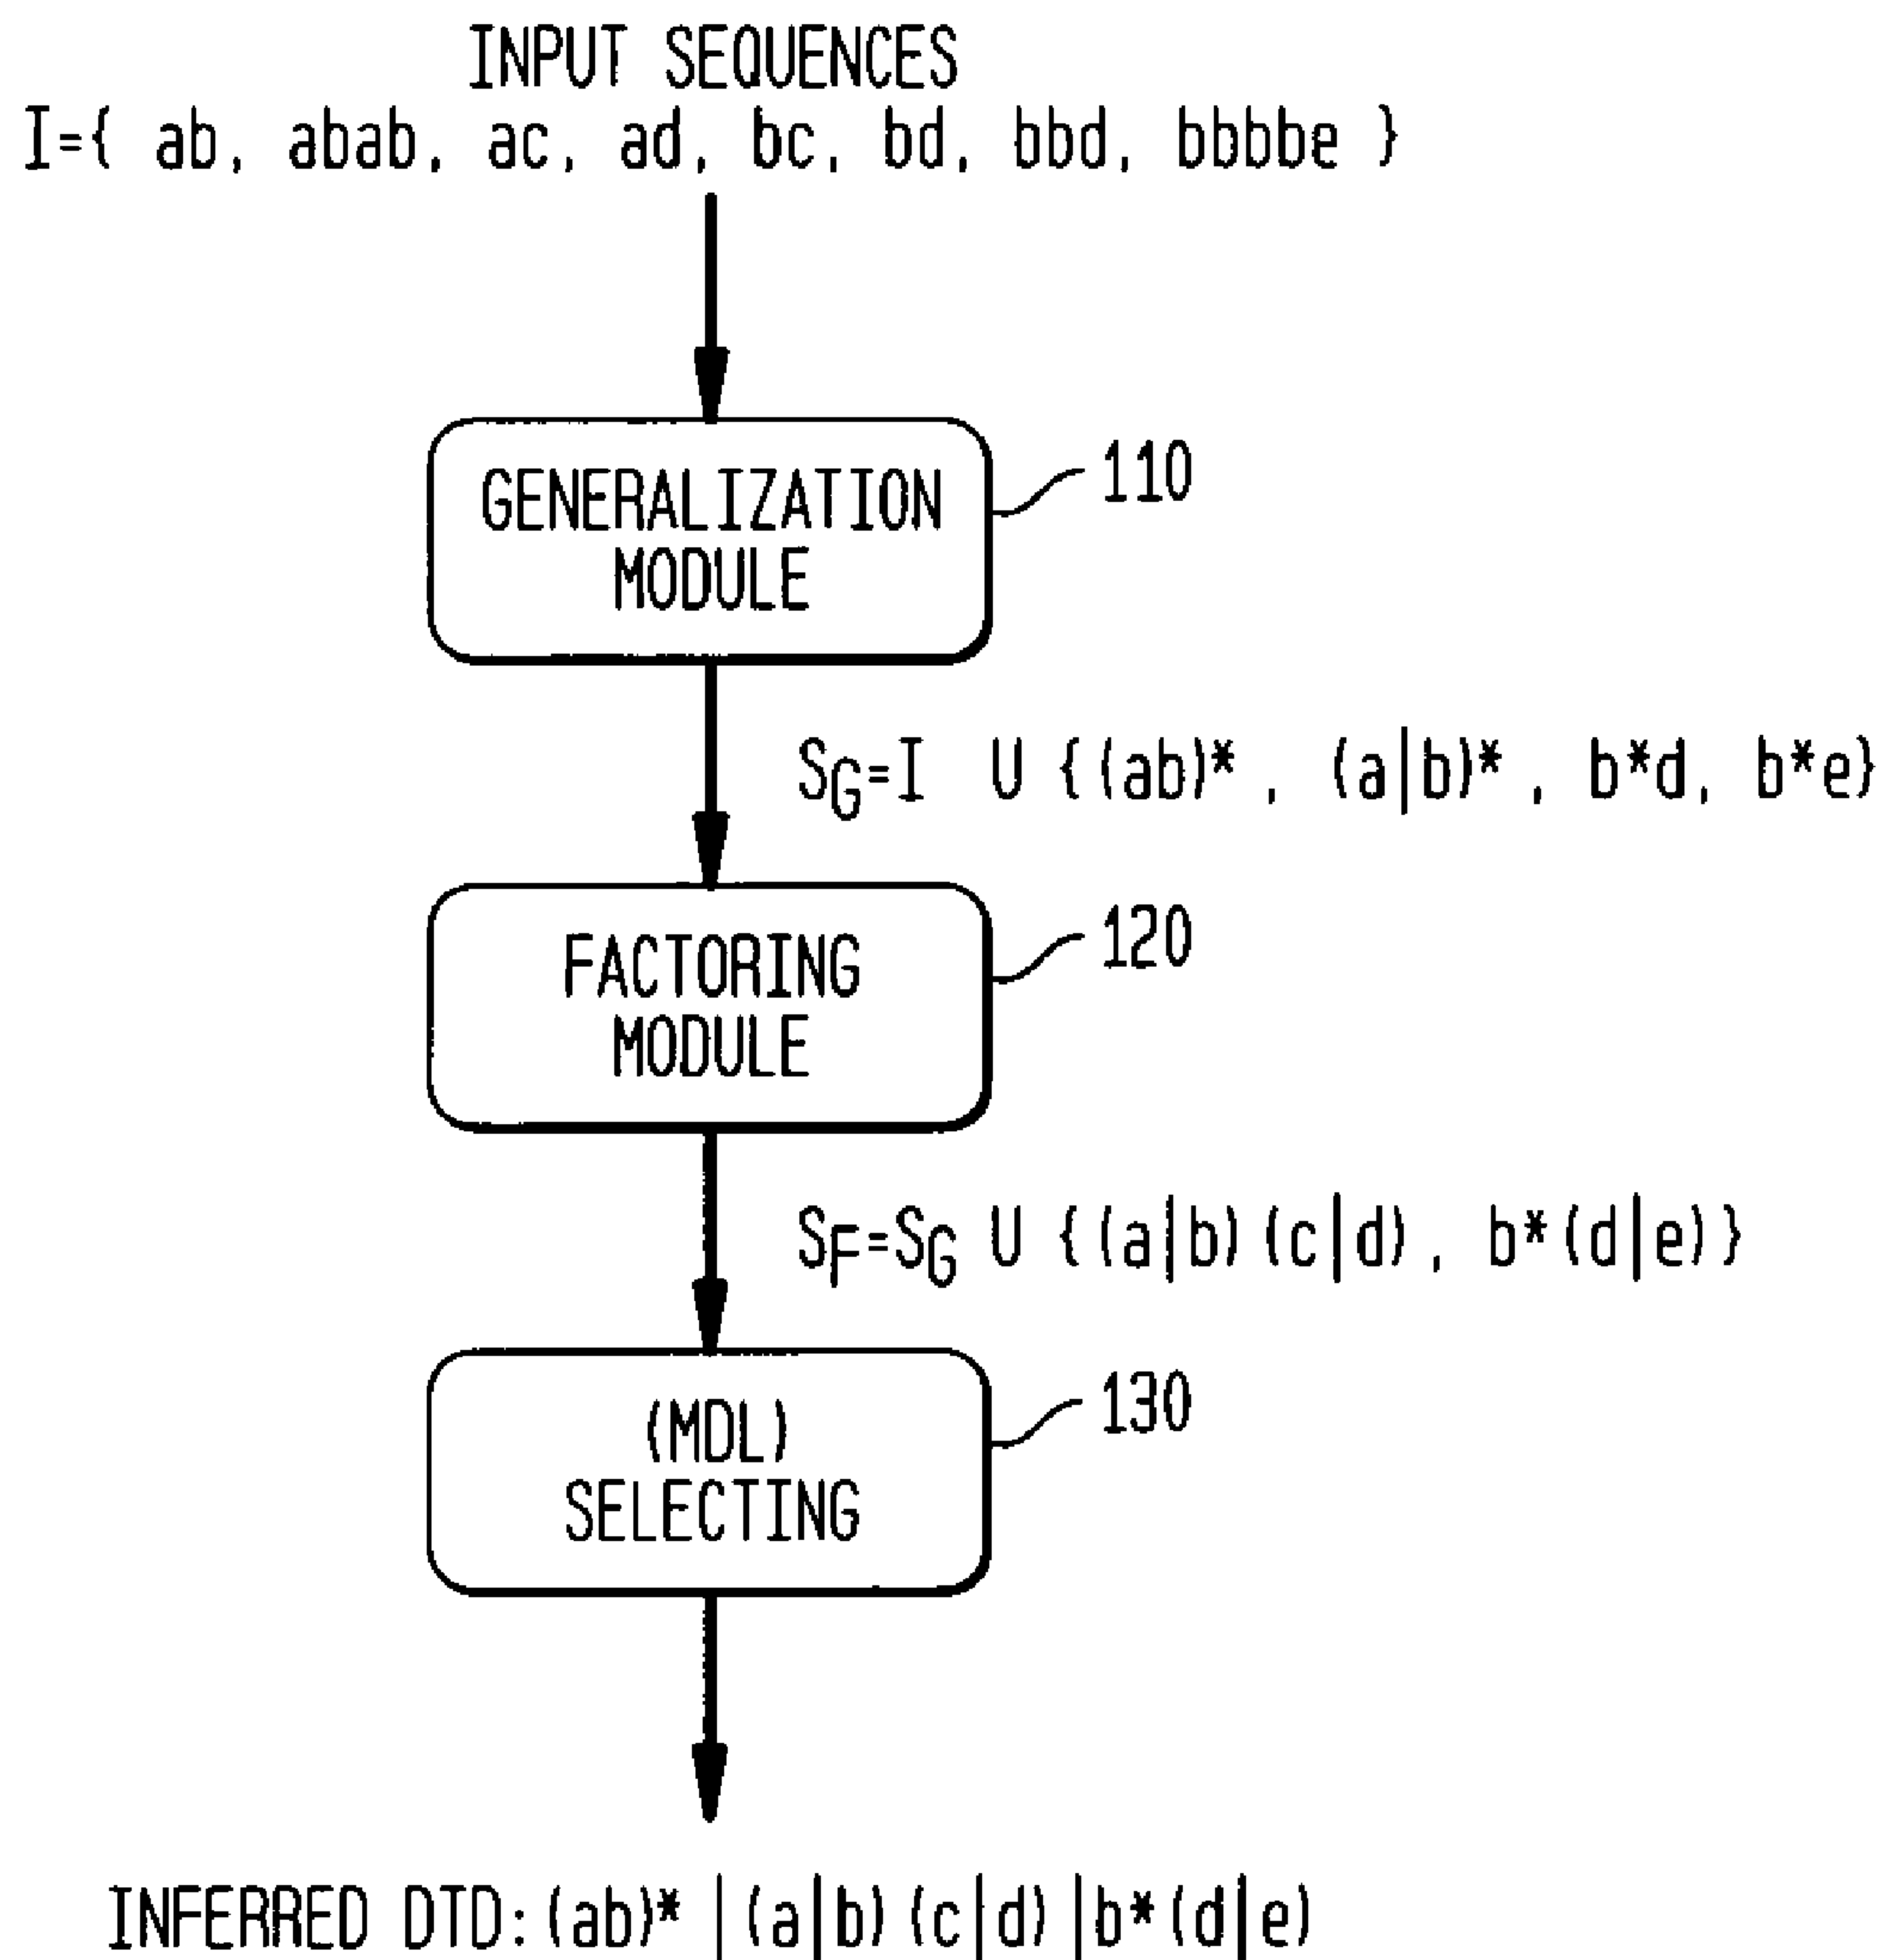 INPUT SEQUENCES
I={ ab, abab, ac, ad, bc, bd, bbd, bbbbe }
GENERALIZATION
MODULE
110
SG=I U {(ab)*, (a|b)*, b*d, b*e}
FACTORING
MODULE
120
SF=SG U {(a|b)(c|d), b*(d|e)}
(MDL)
SELECTING
130
INFERRED DTD:(ab)* |(a|b)(c|d)|b*(d|e)